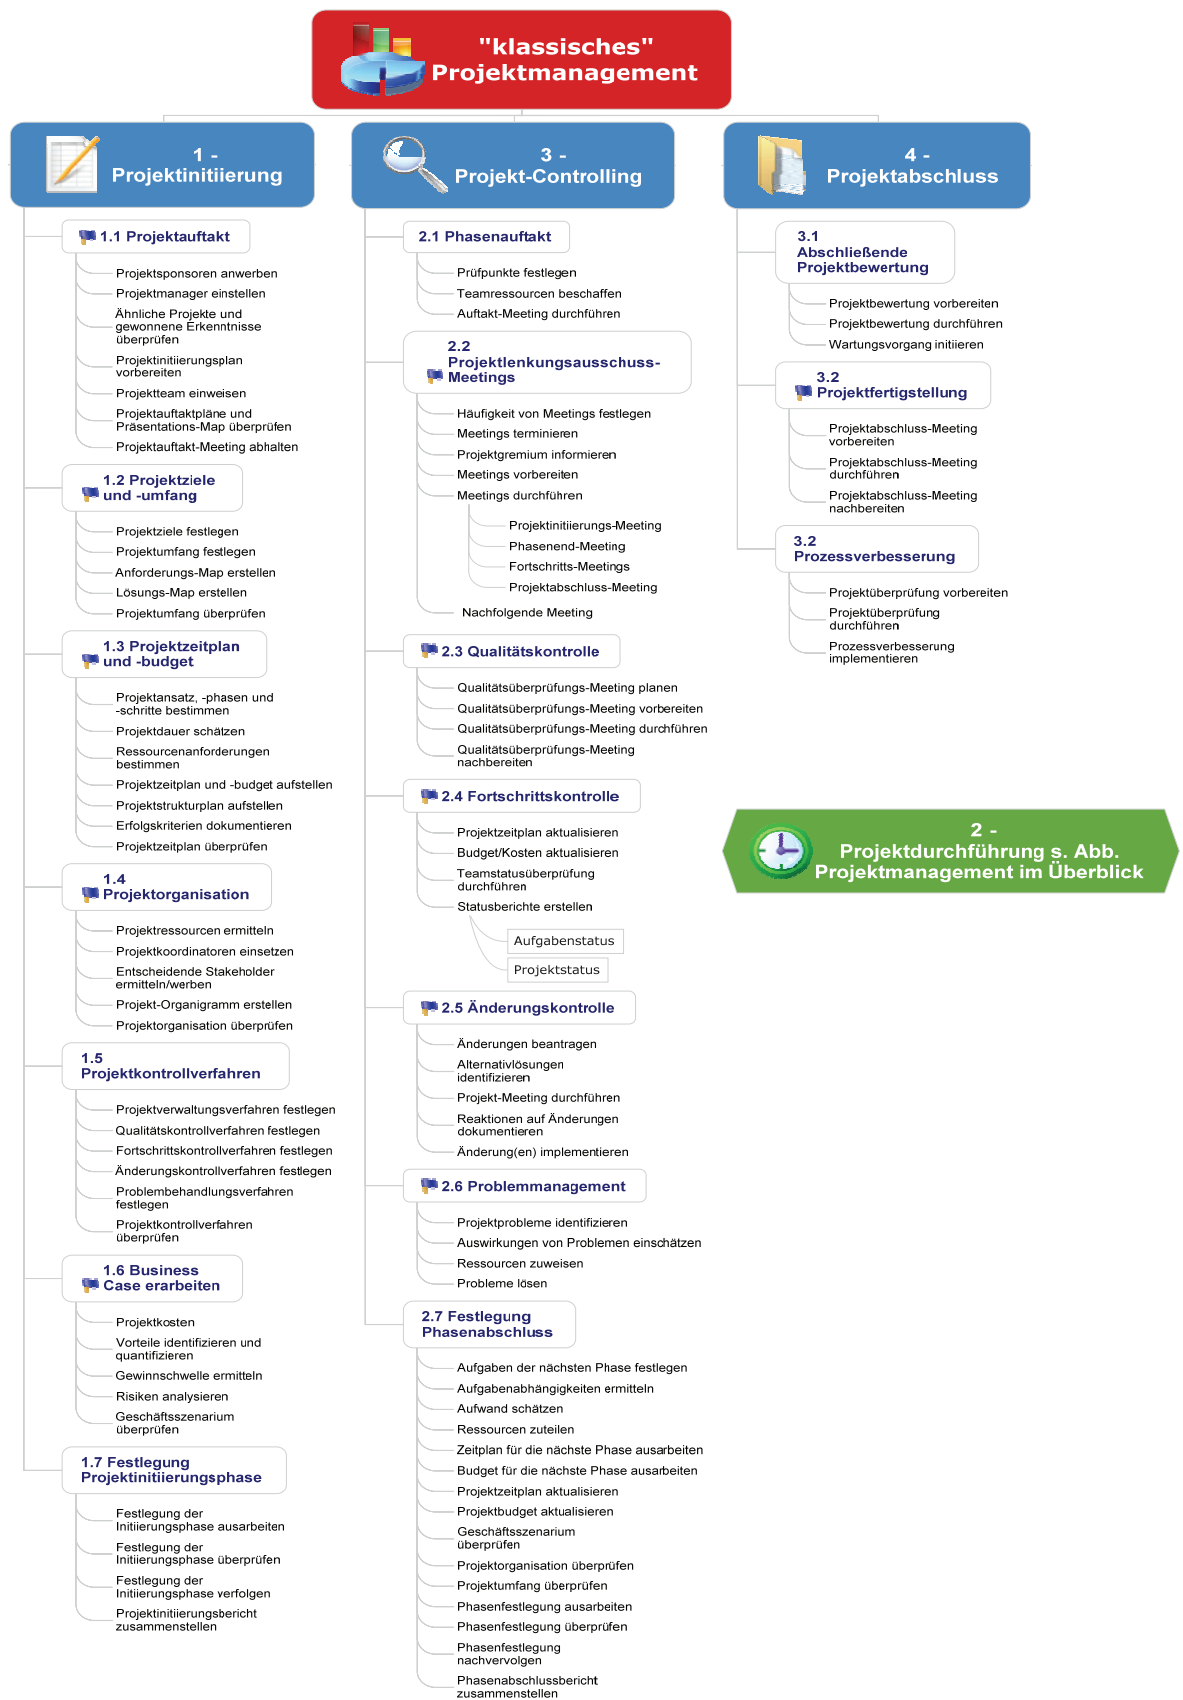 "klassisches"
Projektmanagement
1 -
Projektinitiierung
1.1 Projektauftakt
Projektsponsoren anwerben
Projektmanager einstellen
Ähnliche Projekte und
gewonnene Erkenntnisse
überprüfen
Projektinitiierungsplan
vorbereiten
Projektteam einweisen
Projektauftaktpläne und
Präsentations-Map überprüfen
Projektauftakt-Meeting abhalten
1.2 Projektziele
und -umfang
Projektziele festlegen
Projektumfang festlegen
Anforderungs-Map erstellen
Lösungs-Map erstellen
Projektumfang überprüfen
1.3 Projektzeitplan
und -budget
Projektansatz, -phasen und
-schritte bestimmen
Projektdauer schätzen
Ressourcenanforderungen
bestimmen
Projektzeitplan und -budget aufstellen
Projektstrukturplan aufstellen
Erfolgskriterien dokumentieren
Projektzeitplan überprüfen
1.4
Projektorganisation
Projektressourcen ermitteln
Projektkoordinatoren einsetzen
Entscheidende Stakeholder
ermitteln/werben
Projekt-Organigramm erstellen
Projektorganisation überprüfen
1.5
Projektkontrollverfahren
Projektverwaltungsverfahren festlegen
Qualitätskontrollverfahren festlegen
Fortschrittskontrollverfahren festlegen
Änderungskontrollverfahren festlegen
Problembehandlungsverfahren
festlegen
Projektkontrollverfahren
überprüfen
1.6 Business
Case erarbeiten
Projektkosten
Vorteile identifizieren und
quantifizieren
Gewinnschwelle ermitteln
Risiken analysieren
Geschäftsszenarium
überprüfen
1.7 Festlegung
Projektinitiierungsphase
Festlegung der
Initiierungsphase ausarbeiten
Festlegung der
Initiierungsphase überprüfen
Festlegung der
Initiierungsphase verfolgen
Projektinitiierungsbericht
zusammenstellen
3 -
Projekt-Controlling
2.1 Phasenauftakt
Prüfpunkte festlegen
Teamressourcen beschaffen
Auftakt-Meeting durchführen
2.2
Projektlenkungsausschuss-
Meetings
Häufigkeit von Meetings festlegen
Meetings terminieren
Projektgremium informieren
Meetings vorbereiten
Meetings durchführen
Projektinitiierungs-Meeting
Phasenend-Meeting
Fortschritts-Meetings
Projektabschluss-Meeting
Nachfolgende Meeting
2.3 Qualitätskontrolle
Qualitätsüberprüfungs-Meeting planen
Qualitätsüberprüfungs-Meeting vorbereiten
Qualitätsüberprüfungs-Meeting durchführen
Qualitätsüberprüfungs-Meeting
nachbereiten
2.4 Fortschrittskontrolle
Projektzeitplan aktualisieren
Budget/Kosten aktualisieren
Teamstatusüberprüfung
durchführen
Statusberichte erstellen
Aufgabenstatus
Projektstatus
2.5 Änderungskontrolle
Änderungen beantragen
Alternativlösungen
identifizieren
Projekt-Meeting durchführen
Reaktionen auf Änderungen
dokumentieren
Änderung(en) implementieren
2.6 Problemmanagement
Projektprobleme identifizieren
Auswirkungen von Problemen einschätzen
Ressourcen zuweisen
Probleme lösen
2.7 Festlegung
Phasenabschluss
Aufgaben der nächsten Phase festlegen
Aufgabenabhängigkeiten ermitteln
Aufwand schätzen
Ressourcen zuteilen
Zeitplan für die nächste Phase ausarbeiten
Budget für die nächste Phase ausarbeiten
Projektzeitplan aktualisieren
Projektbudget aktualisieren
Geschäftsszenarium
überprüfen
Projektorganisation überprüfen
Projektumfang überprüfen
Phasenfestlegung ausarbeiten
Phasenfestlegung überprüfen
Phasenfestlegung
nachvervolgen
Phasenabschlussbericht
zusammenstellen
4 -
Projektabschluss
3.1
Abschließende
Projektbewertung
Projektbewertung vorbereiten
Projektbewertung durchführen
Wartungsvorgang initiieren
3.2
Projektfertigstellung
Projektabschluss-Meeting
vorbereiten
Projektabschluss-Meeting
durchführen
Projektabschluss-Meeting
nachbereiten
3.2
Prozessverbesserung
Projektüberprüfung vorbereiten
Projektüberprüfung
durchführen
Prozessverbesserung
implementieren
2 -
Projektdurchführung s. Abb.
Projektmanagement im Überblick